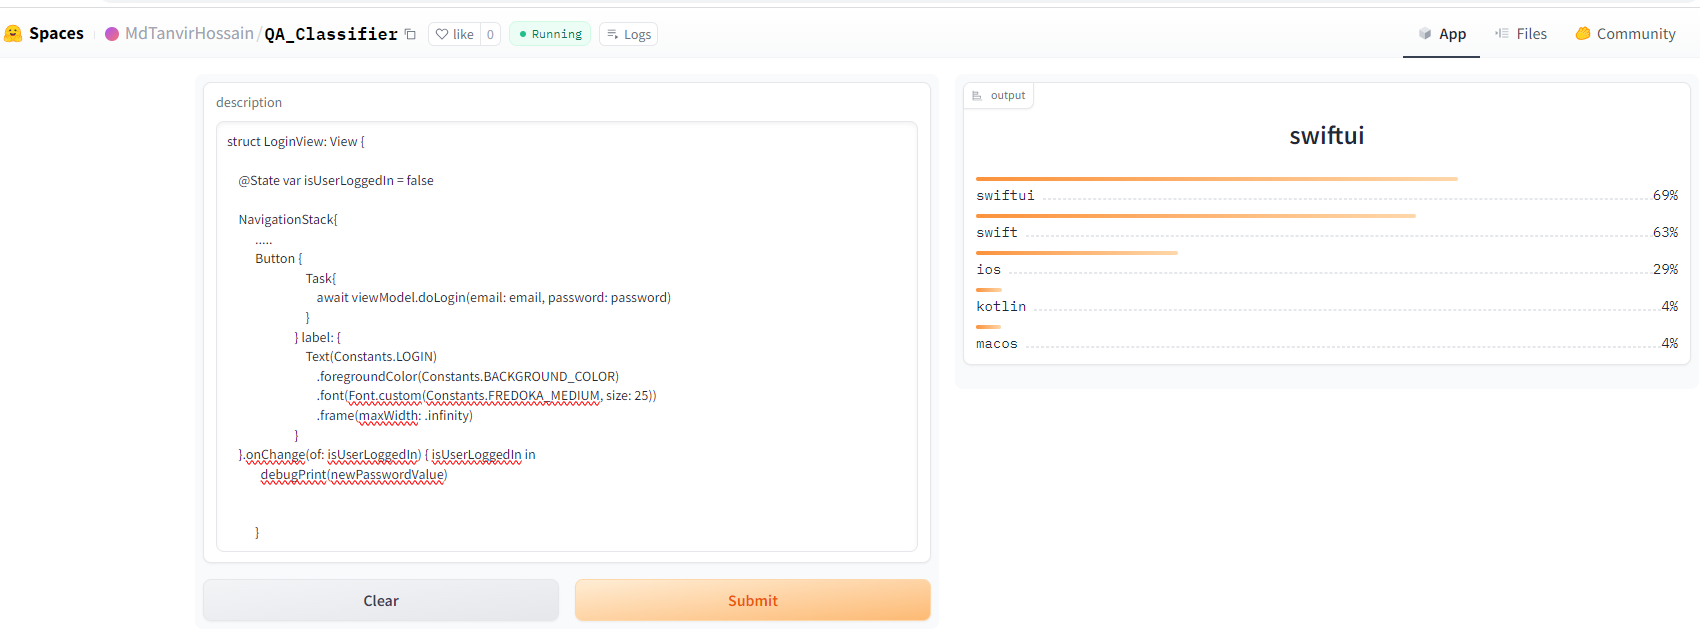 Spaces MdTanvirHossain/QA_Classifier like 0 Running Logs App Files Community
description
struct LoginView: View {
@State var isUserLoggedIn = false
NavigationStack{
.....
Button {
Task{
await viewModel.doLogin(email: email, password: password)
}
} label: {
Text(Constants.LOGIN)
.foregroundColor(Constants.BACKGROUND_COLOR)
.font(Font.custom(Constants.FREDOKA_MEDIUM, size: 25))
.frame(maxWidth: .infinity)
}
}.onChange(of: isUserLoggedIn) { isUserLoggedIn in
debugPrint(newPasswordValue)
}
Clear
Submit
output
swiftui
swiftui 69%
swift 63%
ios 29%
kotlin 4%
macos 4%